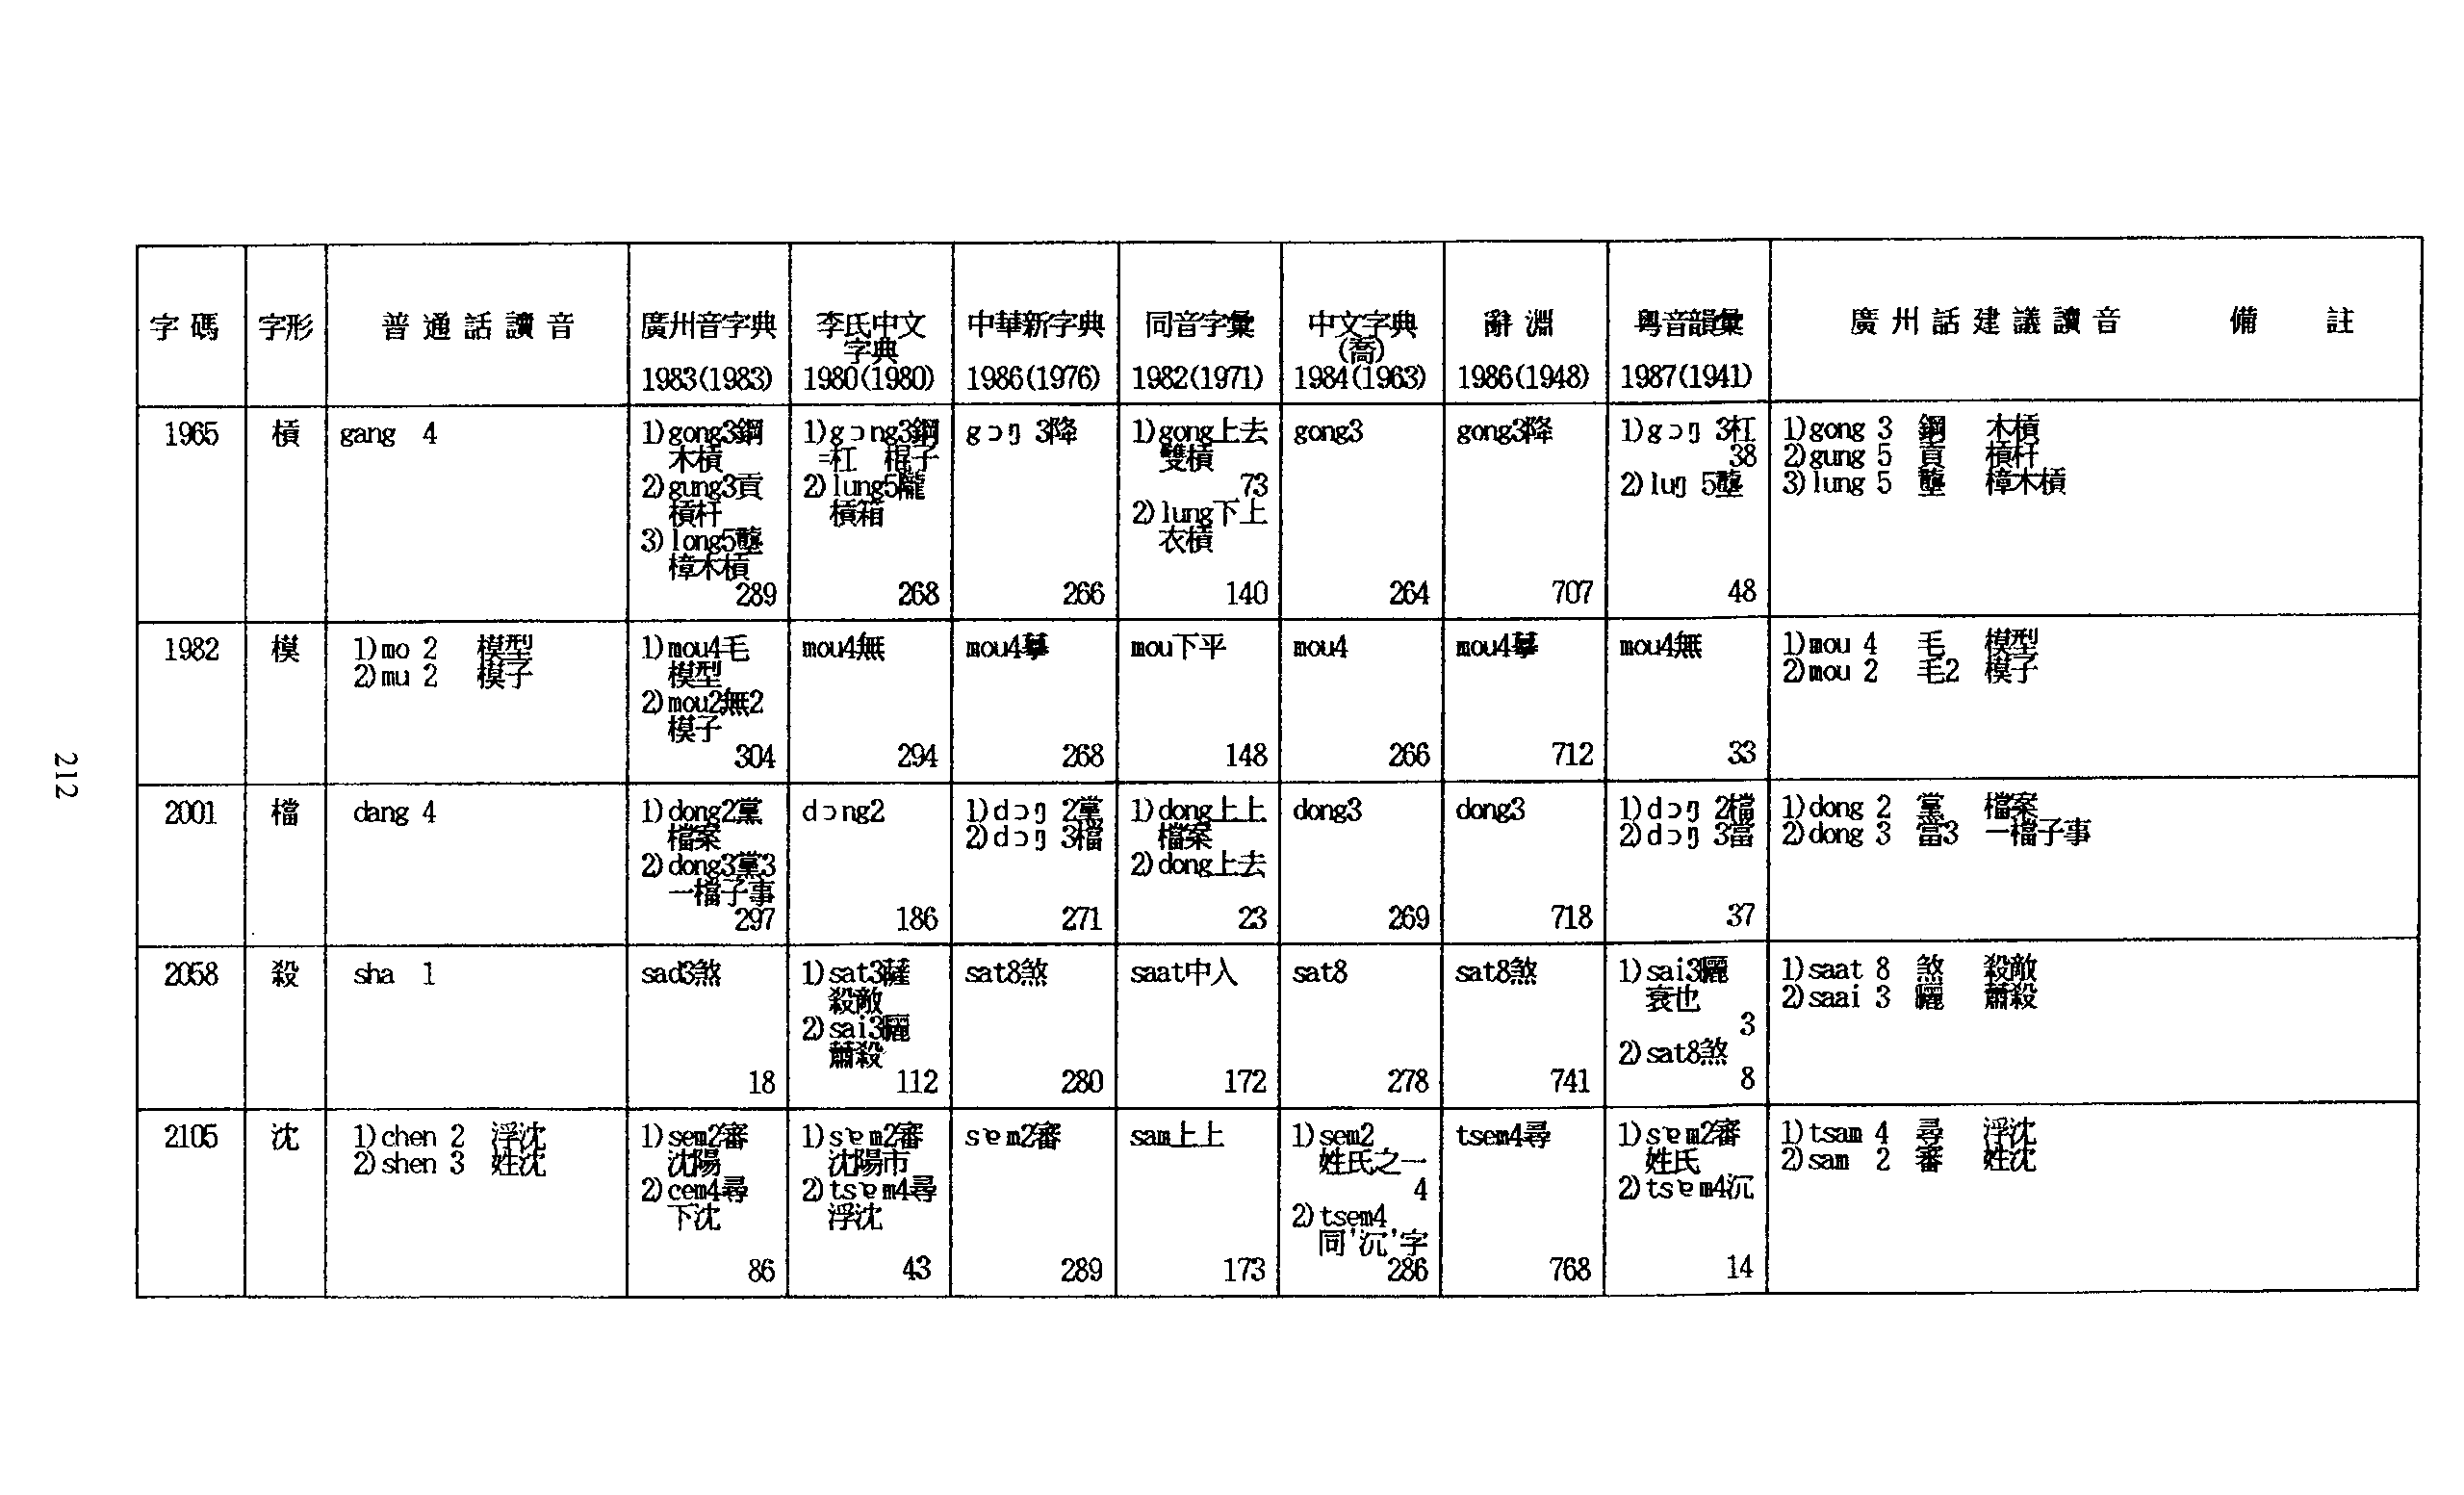 字碼 字形 普通話讀音 廣州音字典 1983(1983) 李氏中文字典 1980(1980) 中華新字典 1986(1976) 同音字彙 1982(1971) 中文字典(喬) 1984(1963) 辭淵 1986(1948) 粵音韻彙 1987(1941) 廣州話建議讀音 備註
1965
槓
gang 4
1)gong3鋼
木槓
2)gung3貢
槓杆
3)long5壟
樟木槓
289
1)gɔng3鋼
=杠 棍子
2)lung5隴
槓箱
268
gɔŋ 3降
266
1)gong上去
雙槓
73
2)lung下上
衣槓
140
gong3
264
gong3降
707
1)gɔŋ 3杠
38
2)luŋ 5壟
48
1)gong 3 鋼 木槓
2)gung 5 貢 槓杆
3)lung 5 壟 樟木槓
1982
模
1)mo 2 模型
2)mu 2 模子
1)mou4毛
模型
2)mou2無2
模子
304
mou4無
294
mou4摹
268
mou下平
148
mou4
266
mou4摹
712
mou4無
33
1)mou 4 毛 模型
2)mou 2 毛2 模子
2001
檔
dang 4
1)dong2黨
檔案
2)dong3黨3
一檔子事
297
dɔng2
186
1)dɔŋ 2黨
2)dɔŋ 3檔
271
1)dong上上
檔案
2)dong上去
23
dong3
269
dong3
718
1)dɔŋ 2檔
2)dɔŋ 3當
37
1)dong 2 黨 檔案
2)dong 3 當3 一檔子事
2058
殺
sha 1
sad3煞
18
1)sat3薩
殺敵
2)sai3曬
蕭殺
112
sat8煞
280
saat中入
172
sat8
278
sat8煞
741
1)sai3曬
衰也
3
2)sat8煞
8
1)saat 8 煞 殺敵
2)saai 3 曬 蕭殺
2105
沈
1)chen 2 浮沈
2)shen 3 姓沈
1)sem2審
沈陽
2)cem4尋
下沈
86
1)sɐm2審
沈陽市
2)tsɐm4尋
浮沈
43
sɐm2審
289
sam上上
173
1)sem2
姓氏之一
4
2)tsem4
同'沉'字
286
tsem4尋
768
1)sɐm2審
姓氏
2)tsɐm4沉
14
1)tsam 4 尋 浮沈
2)sam 2 審 姓沈
212